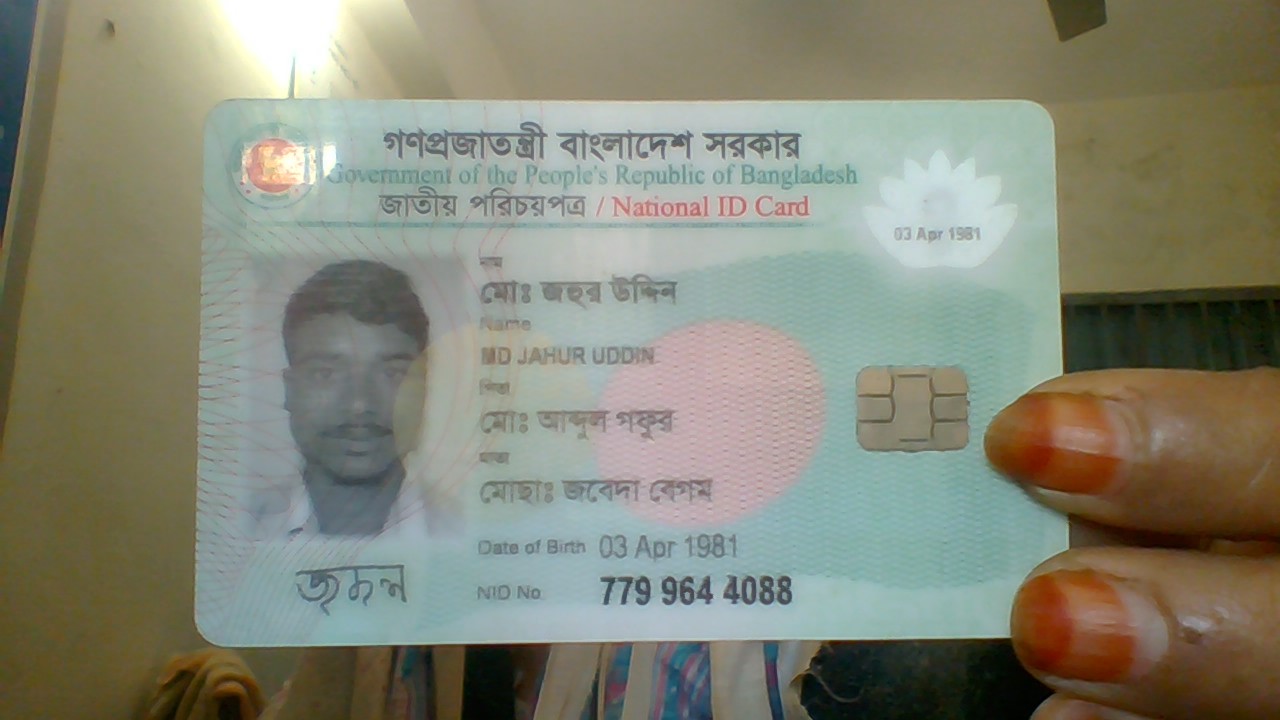 গণপ্রজাতন্ত্রী বাংলাদেশ সরকার
Government of the People's Republic of Bangladesh
জাতীয় পরিচয়পত্র / National ID Card
03 Apr 1981
নাম
মোঃ জহুর উদ্দিন
Name
MD JAHUR UDDIN
পিতা
মোঃ আব্দুল গফুর
মাতা
মোছাঃ জবেদা বেগম
Date of Birth 03 Apr 1981
NID No. 779 964 4088